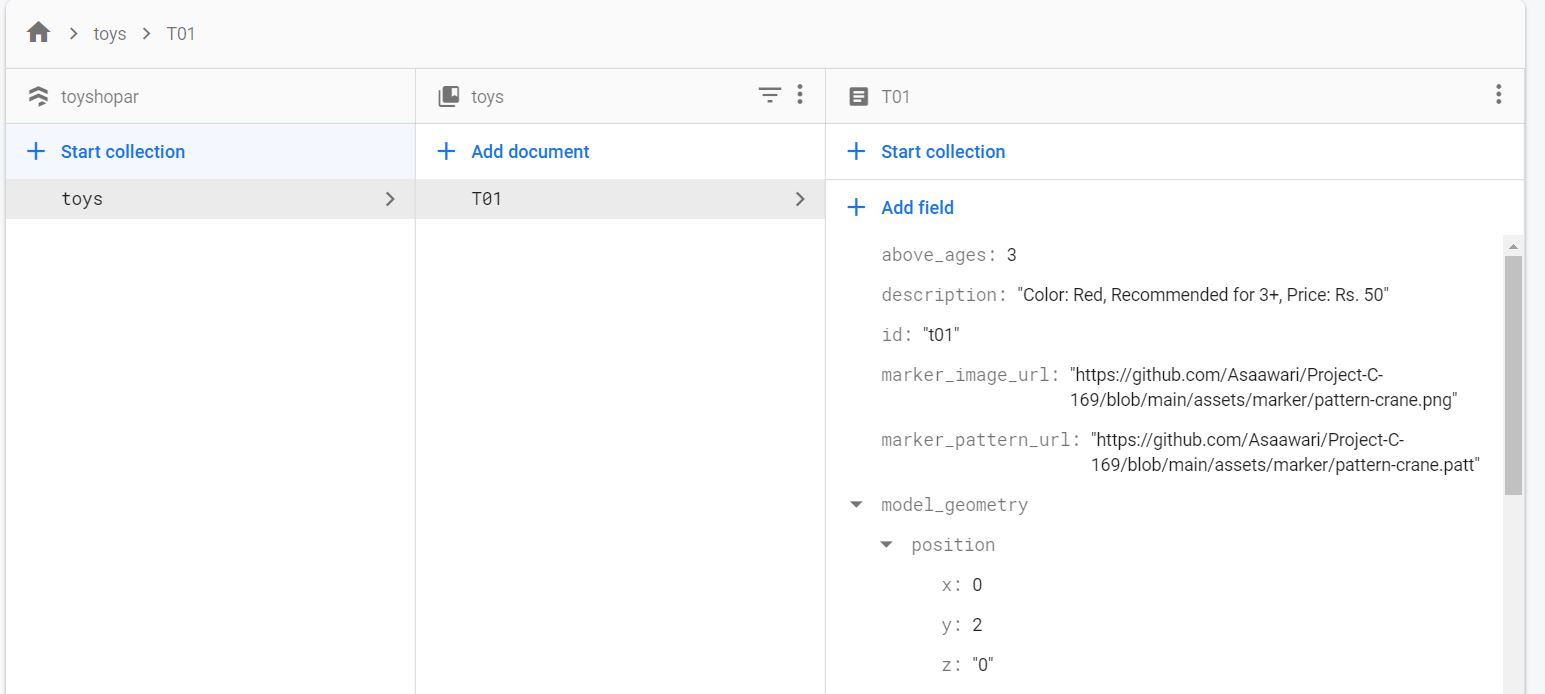 toys T01
toyshopar
toys
T01
Start collection
Add document
Start collection
toys
T01
Add field
above_ages: 3
description: "Color: Red, Recommended for 3+, Price: Rs. 50"
id: "t01"
marker_image_url: "https://github.com/Asaawari/Project-C-
169/blob/main/assets/marker/pattern-crane.png"
marker_pattern_url: "https://github.com/Asaawari/Project-C-
169/blob/main/assets/marker/pattern-crane.patt"
model_geometry
position
x: 0
y: 2
z: "0"